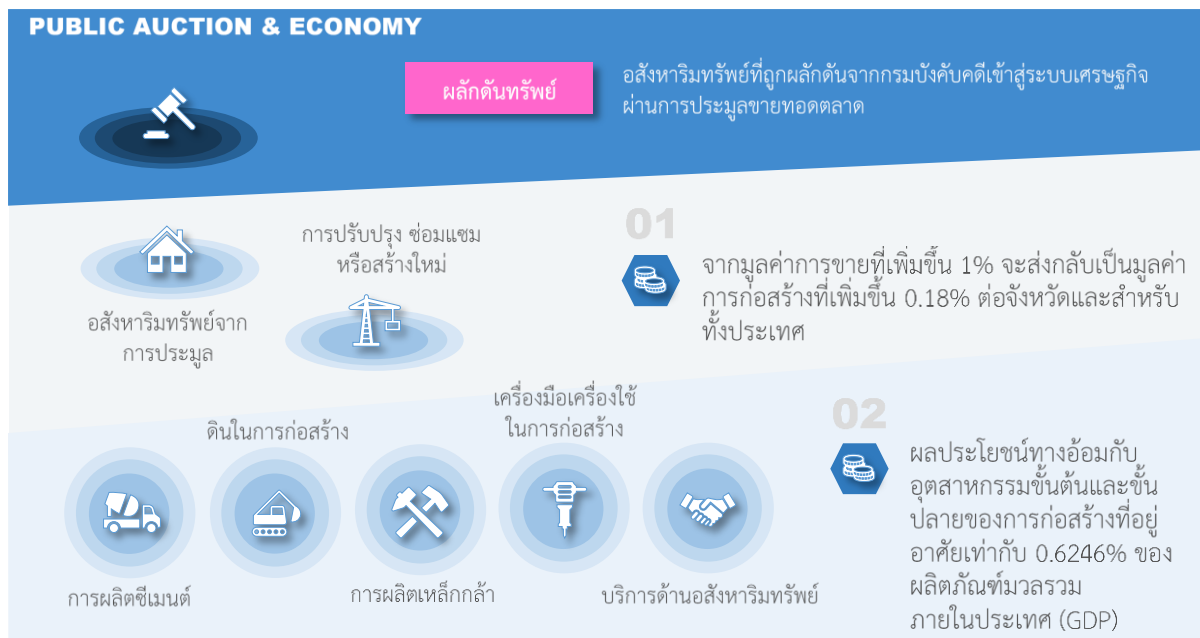 PUBLIC AUCTION & ECONOMY
ผลักดันทรัพย์
อสังหาริมทรัพย์ที่ถูกผลักดันจากกรมบังคับคดีเข้าสู่ระบบเศรษฐกิจ
ผ่านการประมูลขายทอดตลาด
อสังหาริมทรัพย์จาก
การประมูล
การปรับปรุง ซ่อมแซม
หรือสร้างใหม่
01
จากมูลค่าการขายที่เพิ่มขึ้น 1% จะส่งกลับเป็นมูลค่า
การก่อสร้างที่เพิ่มขึ้น 0.18% ต่อจังหวัดและสำหรับ
ทั้งประเทศ
การผลิตซีเมนต์
ดินในการก่อสร้าง
การผลิตเหล็กกล้า
เครื่องมือเครื่องใช้
ในการก่อสร้าง
บริการด้านอสังหาริมทรัพย์
02
ผลประโยชน์ทางอ้อมกับ
อุตสาหกรรมขั้นต้นและขั้น
ปลายของการก่อสร้างที่อยู่
อาศัยเท่ากับ 0.6246% ของ
ผลิตภัณฑ์มวลรวม
ภายในประเทศ (GDP)